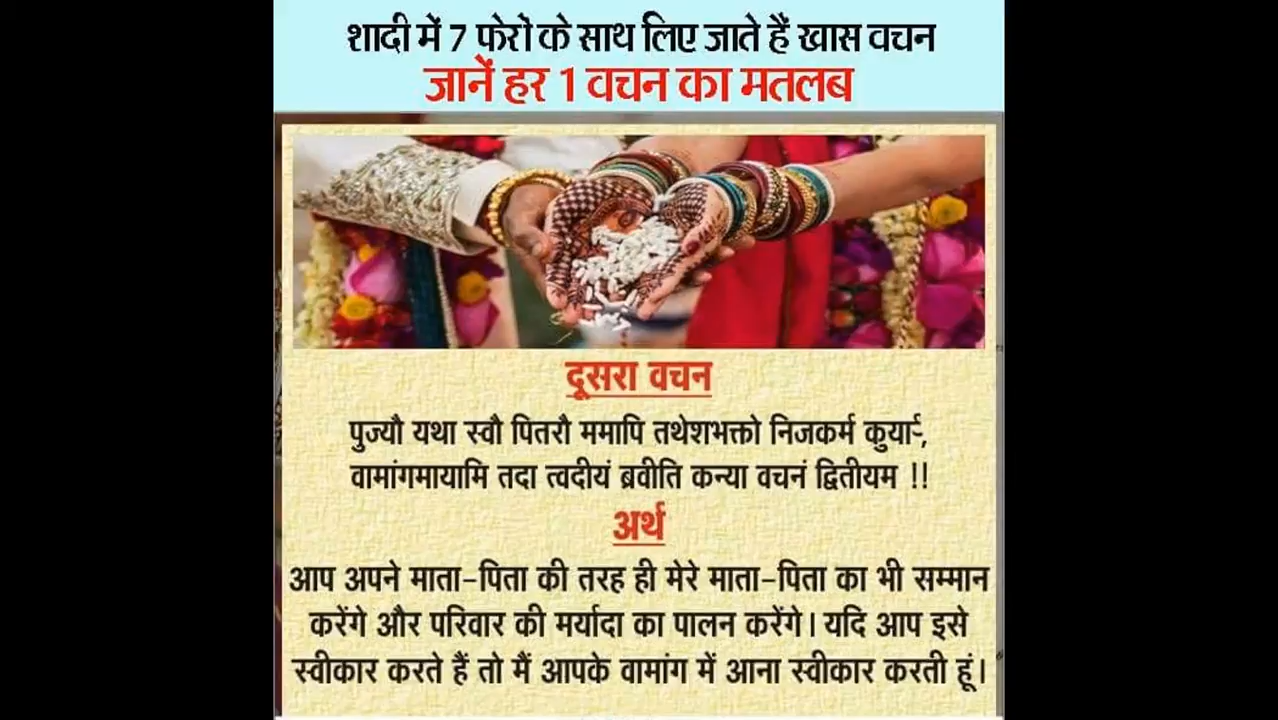 शादी में 7 फेरों के साथ लिए जाते हैं खास वचन
जानें हर 1 वचन का मतलब
दूसरा वचन
पुज्यौ यथा स्वौ पितरौ ममापि तथेशभक्तो निजकर्म कुर्या,
वामांगमायामि तदा त्वदीयं ब्रवीति कन्या वचनं द्वितीयम !!
अर्थ
आप अपने माता-पिता की तरह ही मेरे माता-पिता का भी सम्मान
करेंगे और परिवार की मर्यादा का पालन करेंगे। यदि आप इसे
स्वीकार करते हैं तो मैं आपके वामांग में आना स्वीकार करती हूं।